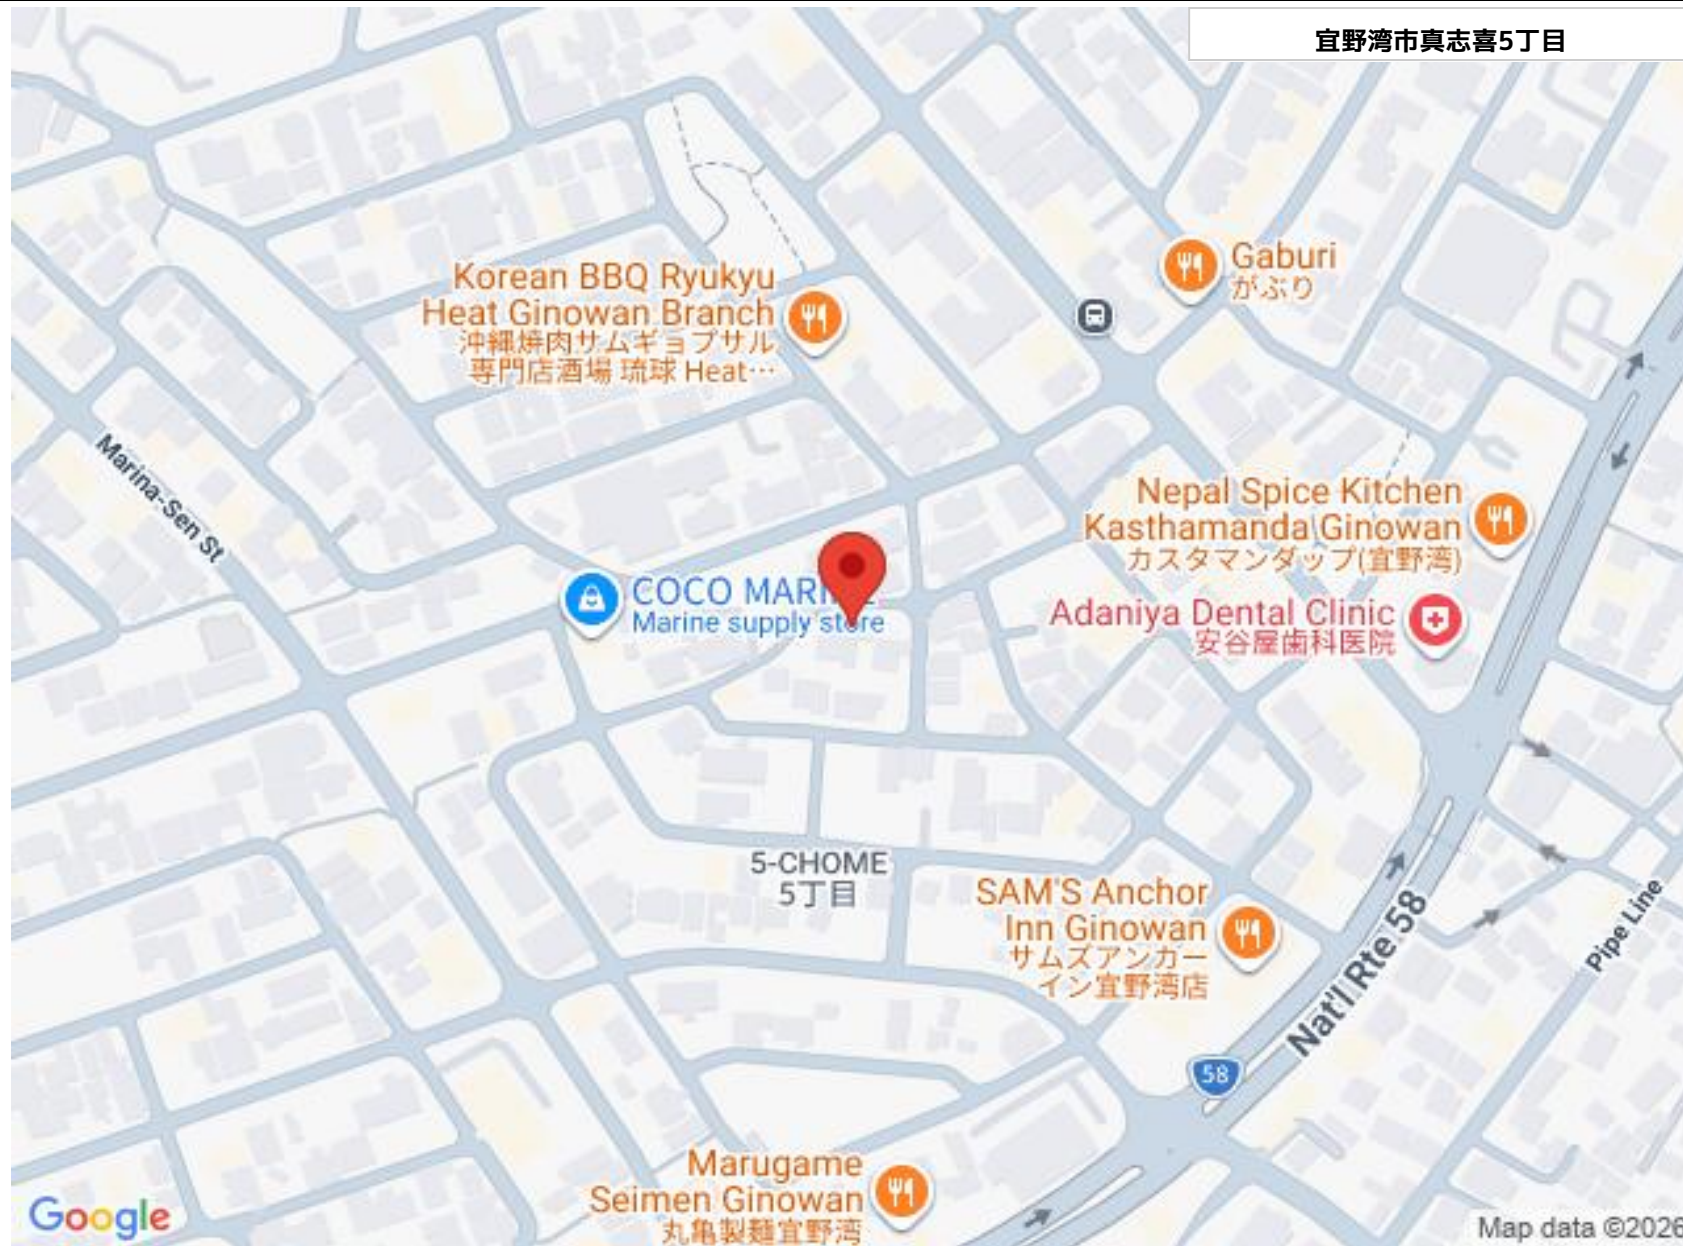 宜野湾市真志喜5丁目
Gaburi
がぶり
Korean BBQ Ryukyu
Heat Ginowan Branch
沖縄焼肉サムギョプサル
専門店酒場 琉球 Heat…
Marina-Sen St
Nepal Spice Kitchen
Kasthamanda Ginowan
カスタマンダップ(宜野湾)
COCO MARINE
Marine supply store
Adaniya Dental Clinic
安谷屋歯科医院
5-CHOME
5丁目
SAM'S Anchor
Inn Ginowan
サムズアンカー
イン宜野湾店
Nat'l Rte 58
Pipe Line
58
Marugame
Seimen Ginowan
丸亀製麺宜野湾
Google
Map data ©2026